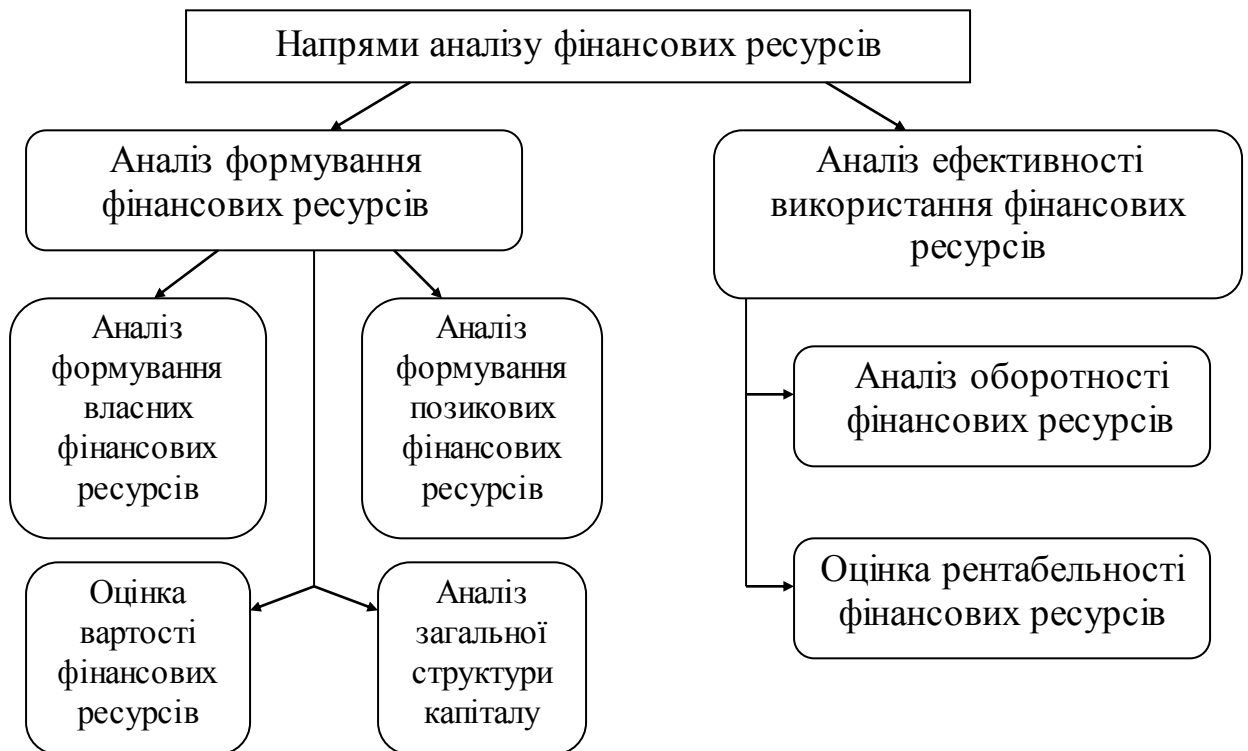 Напрями аналізу фінансових ресурсів
Аналіз формування
фінансових ресурсів
Аналіз ефективності
використання фінансових
ресурсів
Аналіз
формування
власних
фінансових
ресурсів
Аналіз
формування
позикових
фінансових
ресурсів
Аналіз оборотності
фінансових ресурсів
Оцінка
вартості
фінансових
ресурсів
Аналіз
загальної
структури
капіталу
Оцінка рентабельності
фінансових ресурсів